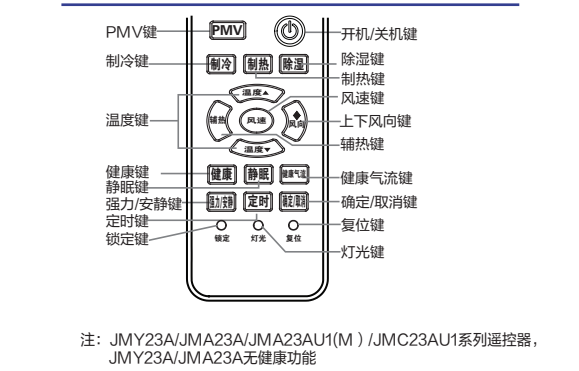 PMV键
PMV
开机/关机键
制冷键
制冷
制热
除湿
除湿键
制热键
温度▲
风速键
温度键
辅热
风速
风向
上下风向键
辅热键
温度▼
健康键
健康
静眠
健康气流
健康气流键
静眠键
强力/安静键
强力/安静
定时
确定/取消
确定/取消键
定时键
复位键
锁定键
锁定
灯光
复位
灯光键
注：JMY23A/JMA23A/JMA23AU1(M ) /JMC23AU1系列遥控器，
JMY23A/JMA23A无健康功能